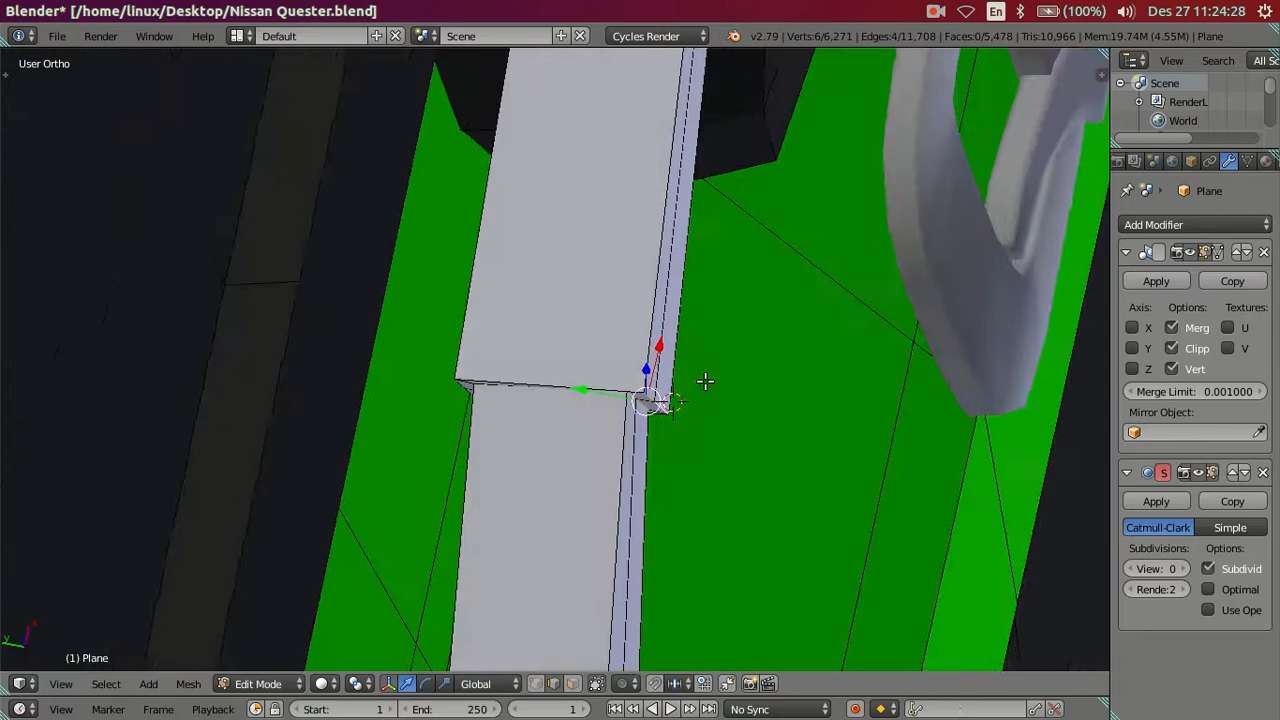 Blender* [/home/linux/Desktop/Nissan Quester.blend]
En (100%) Des 27 11:24:28
File Render Window Help Default Scene Cycles Render v2.79 | Verts:6/6,271 | Edges:4/11,708 | Faces:0/5,478 | Tris:10,966 | Mem:19.74M (4.55M) | Plane
User Ortho
View Search All Sc
Scene
RenderL
World
Plane
Add Modifier
Apply Copy
Axis: Options: Textures:
X Merg U
Y Clipp V
Z Vert
Merge Limit: 0.001000
Mirror Object:
S
Apply Copy
Catmull-Clark Simple
Subdivisions: Options:
View: 0 Subdivid
Rende:2 Optimal
Use Ope
y x
(1) Plane
View Select Add Mesh Edit Mode Global
View Marker Frame Playback Start: 1 End: 250 1 No Sync